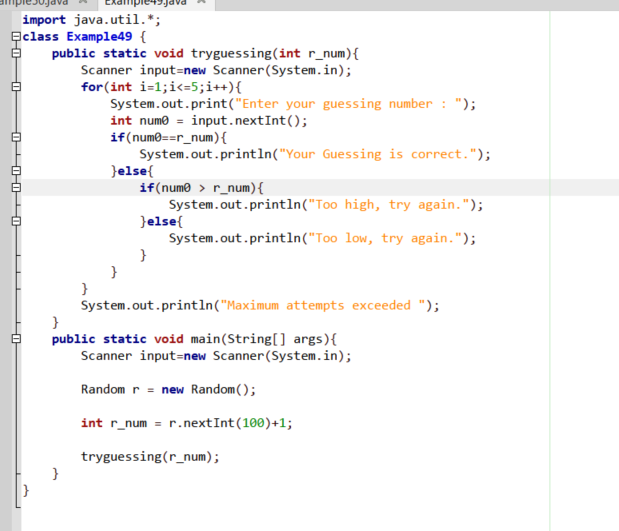 ample50.java Example49.java
import java.util.*;
class Example49 {
    public static void tryguessing(int r_num){
        Scanner input=new Scanner(System.in);
        for(int i=1;i<=5;i++){
            System.out.print("Enter your guessing number : ");
            int num0 = input.nextInt();
            if(num0==r_num){
                System.out.println("Your Guessing is correct.");
            }else{
                if(num0 > r_num){
                    System.out.println("Too high, try again.");
                }else{
                    System.out.println("Too low, try again.");
                }
            }
        }
        System.out.println("Maximum attempts exceeded ");
    }
    public static void main(String[] args){
        Scanner input=new Scanner(System.in);

        Random r = new Random();

        int r_num = r.nextInt(100)+1;

        tryguessing(r_num);
    }
}